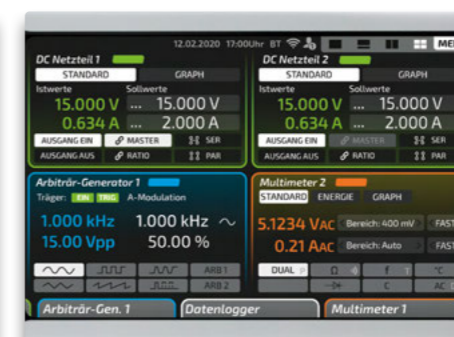 12.02.2020 17:00Uhr BT
DC Netzteil 1
STANDARD GRAPH
Istwerte Sollwerte
15.000 V ... 15.000 V
0.634 A ... 2.000 A
AUSGANG EIN MASTER SER
AUSGANG AUS RATIO PAR
DC Netzteil 2
STANDARD GRAPH
Istwerte Sollwerte
15.000 V ... 15.000 V
0.634 A ... 2.000 A
AUSGANG EIN MASTER SER
AUSGANG AUS RATIO PAR
Arbiträr-Generator 1
Träger: EIN TRIG A-Modulation
1.000 kHz 1.000 kHz
15.00 Vpp 50.00 %
ARB 1
ARB 2
Multimeter 2
STANDARD ENERGIE GRAPH
5.1234 VAC Bereich: 400 mV FAST
0.21 AAC Bereich: Auto FAST
DUAL P Ω f T °C
C AC
Arbiträr-Gen. 1 Datenlogger Multimeter 1